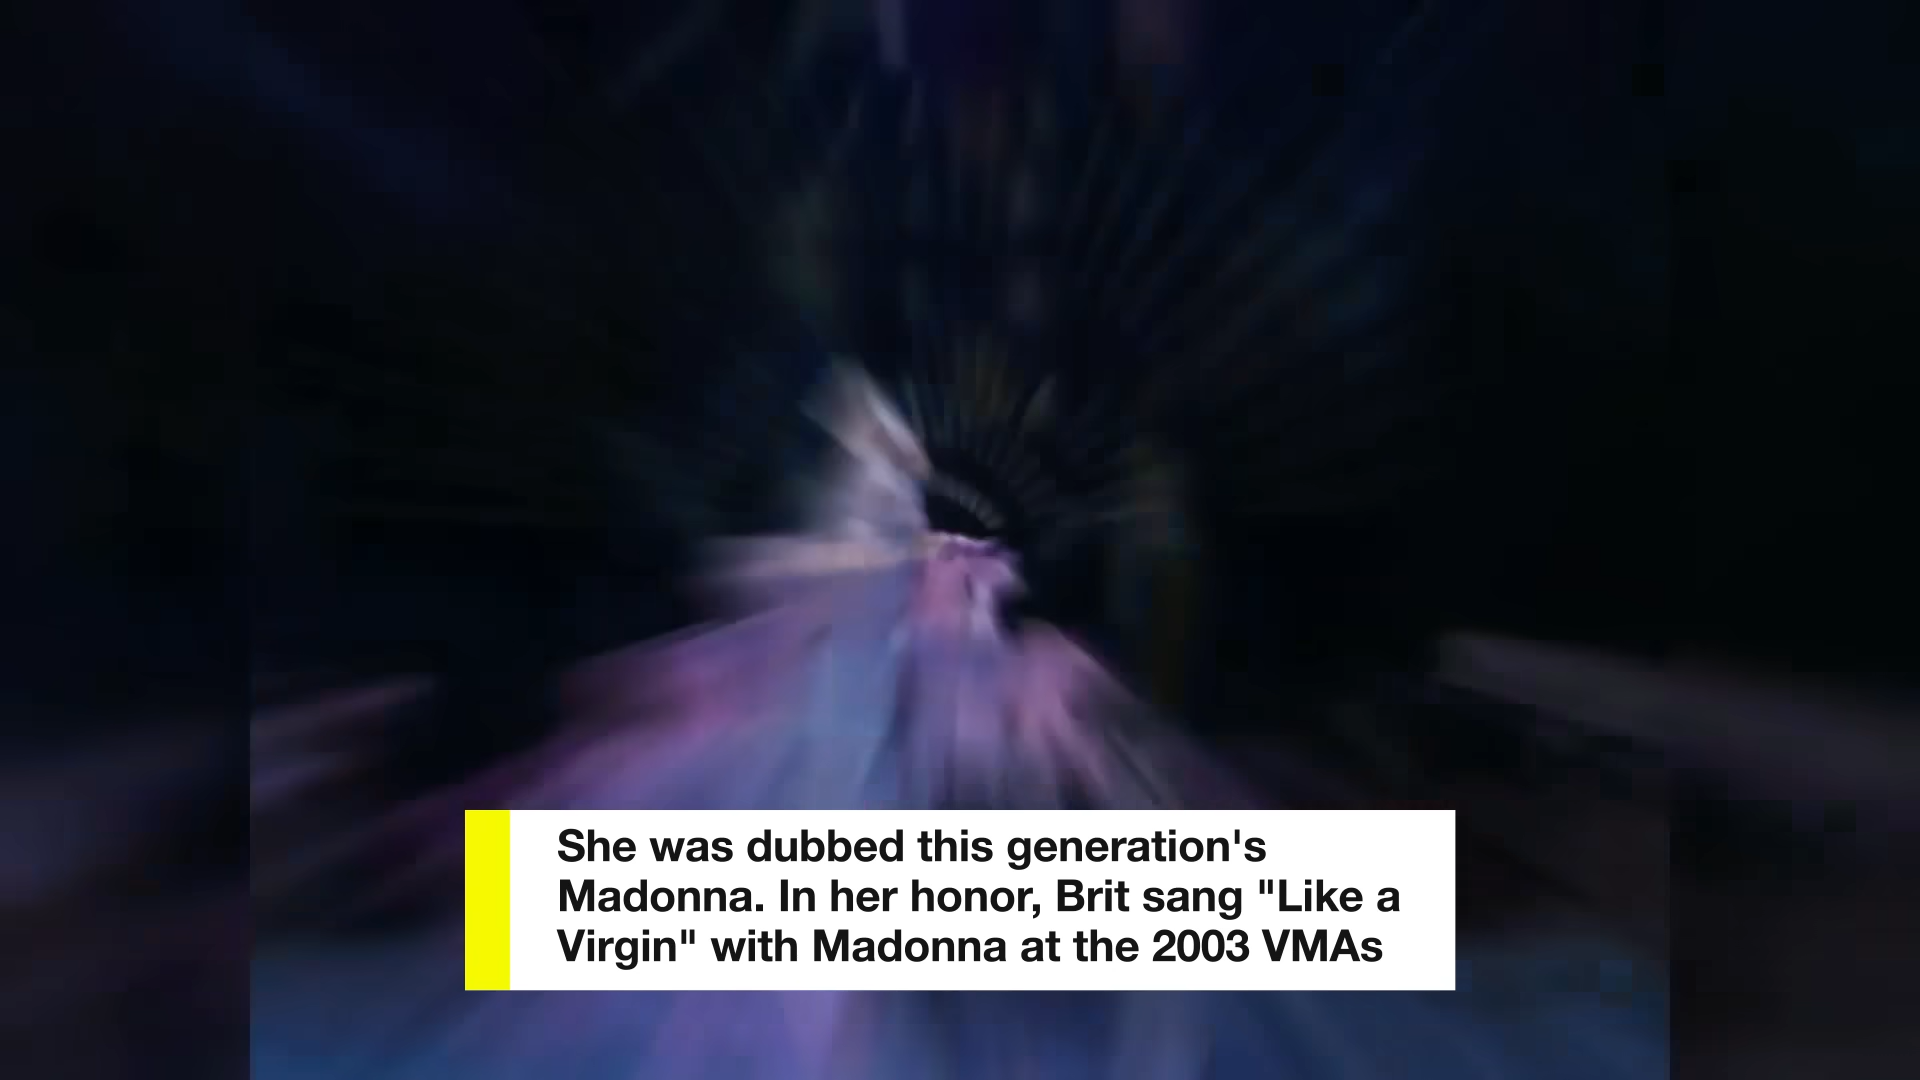 She was dubbed this generation's
Madonna. In her honor, Brit sang "Like a
Virgin" with Madonna at the 2003 VMAs